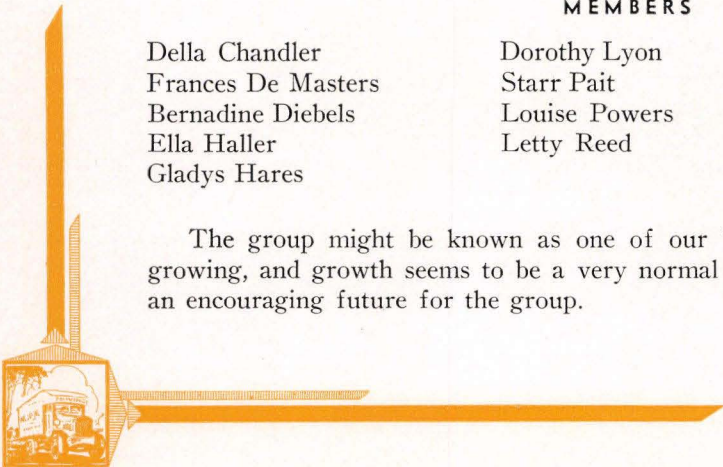 MEMBERS
Della Chandler
Frances De Masters
Bernadine Diebels
Ella Haller
Gladys Hares
Dorothy Lyon
Starr Pait
Louise Powers
Letty Reed
The group might be known as one of our
growing, and growth seems to be a very normal
an encouraging future for the group.